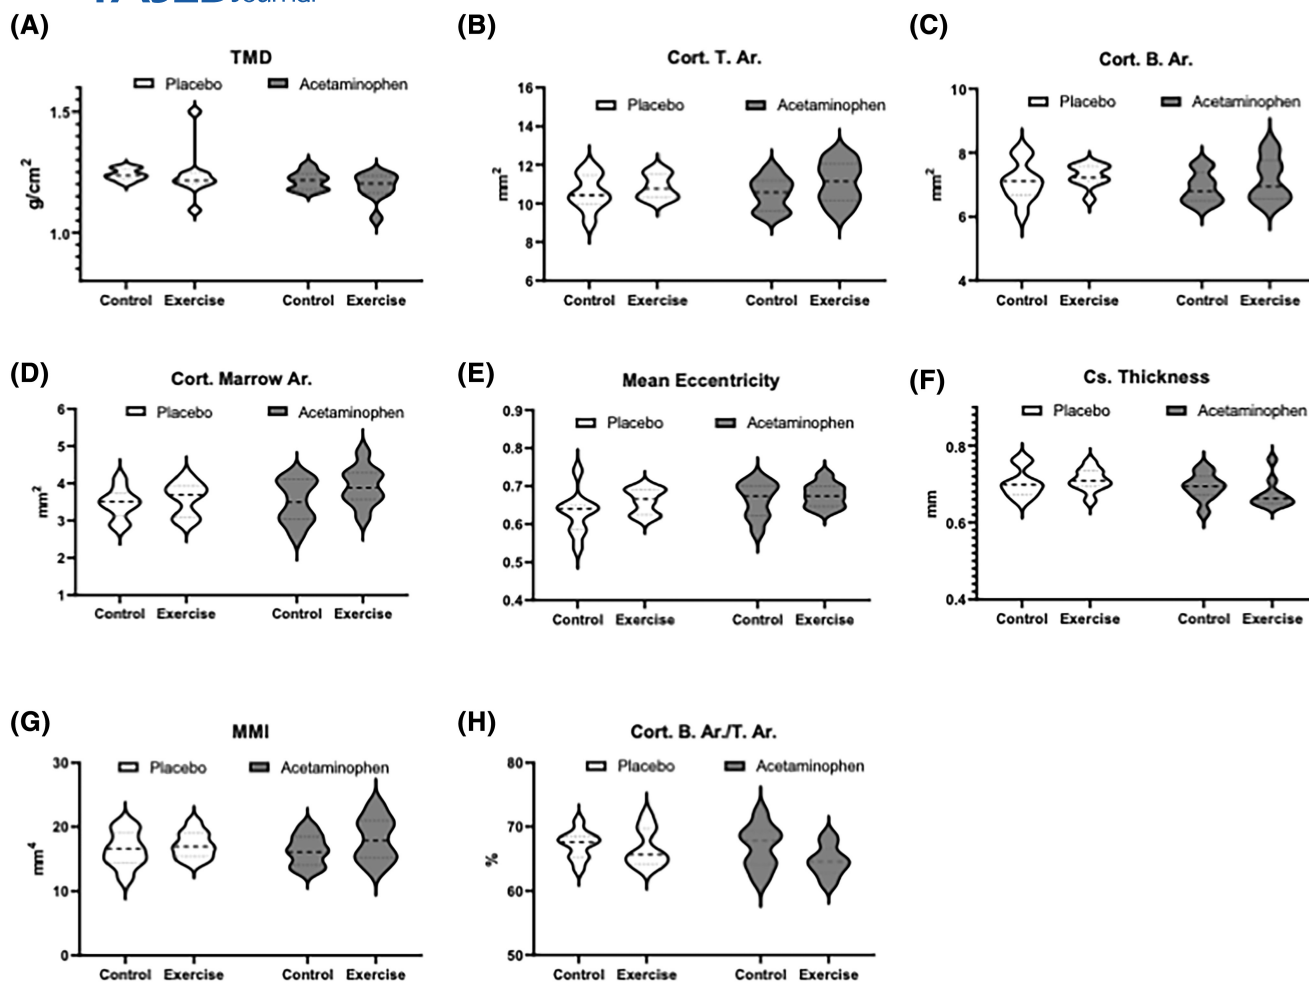 Journal
(A)
TMD
Placebo Acetaminophen
1.5
1.0
g/cm2
Control Exercise Control Exercise
(B)
Cort. T. Ar.
Placebo Acetaminophen
16
14
12
10
8
6
mm2
Control Exercise Control Exercise
(C)
Cort. B. Ar.
Placebo Acetaminophen
10
8
6
4
mm2
Control Exercise Control Exercise
(D)
Cort. Marrow Ar.
Placebo Acetaminophen
6
5
4
3
2
1
mm2
Control Exercise Control Exercise
(E)
Mean Eccentricity
Placebo Acetaminophen
0.9
0.8
0.7
0.6
0.5
0.4
Control Exercise Control Exercise
(F)
Cs. Thickness
Placebo Acetaminophen
0.8
0.6
0.4
mm
Control Exercise Control Exercise
(G)
MMI
Placebo Acetaminophen
30
20
10
0
mm4
Control Exercise Control Exercise
(H)
Cort. B. Ar./T. Ar.
Placebo Acetaminophen
80
70
60
50
%
Control Exercise Control Exercise